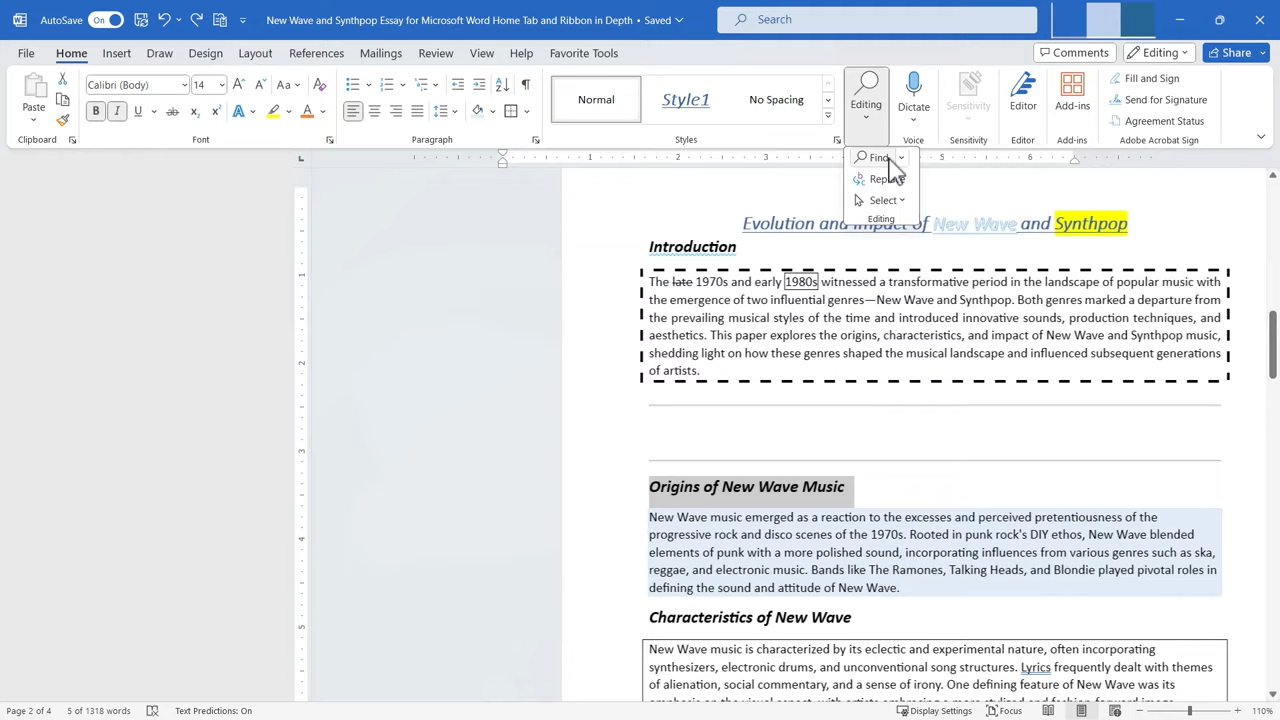 AutoSave On New Wave and Synthpop Essay for Microsoft Word Home Tab and Ribbon in Depth • Saved Search
File Home Insert Draw Design Layout References Mailings Review View Help Favorite Tools Comments Editing Share
Paste
Clipboard
Calibri (Body) 14
Font
Paragraph
Normal Style1 No Spacing
Styles
Editing
Dictate
Voice
Sensitivity
Sensitivity
Editor
Editor
Add-ins
Add-ins
Fill and Sign
Send for Signature
Agreement Status
Adobe Acrobat Sign
Find
Select
Editing
1 2 3 5 6
1
2
3
4
5
Evolution and Impact of New Wave and Synthpop
Introduction
The late 1970s and early 1980s witnessed a transformative period in the landscape of popular music with
the emergence of two influential genres—New Wave and Synthpop. Both genres marked a departure from
the prevailing musical styles of the time and introduced innovative sounds, production techniques, and
aesthetics. This paper explores the origins, characteristics, and impact of New Wave and Synthpop music,
shedding light on how these genres shaped the musical landscape and influenced subsequent generations
of artists.
Origins of New Wave Music
New Wave music emerged as a reaction to the excesses and perceived pretentiousness of the
progressive rock and disco scenes of the 1970s. Rooted in punk rock's DIY ethos, New Wave blended
elements of punk with a more polished sound, incorporating influences from various genres such as ska,
reggae, and electronic music. Bands like The Ramones, Talking Heads, and Blondie played pivotal roles in
defining the sound and attitude of New Wave.
Characteristics of New Wave
New Wave music is characterized by its eclectic and experimental nature, often incorporating
synthesizers, electronic drums, and unconventional song structures. Lyrics frequently dealt with themes
of alienation, social commentary, and a sense of irony. One defining feature of New Wave was its
Page 2 of 4 5 of 1318 words Text Predictions: On Display Settings Focus 110%